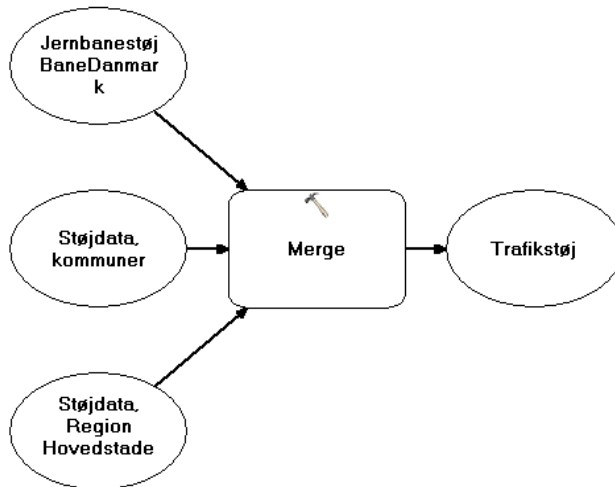 Jernbanestøj
BaneDanmar
k
Støjdata,
kommuner
Merge
Trafikstøj
Støjdata,
Region
Hovedstade